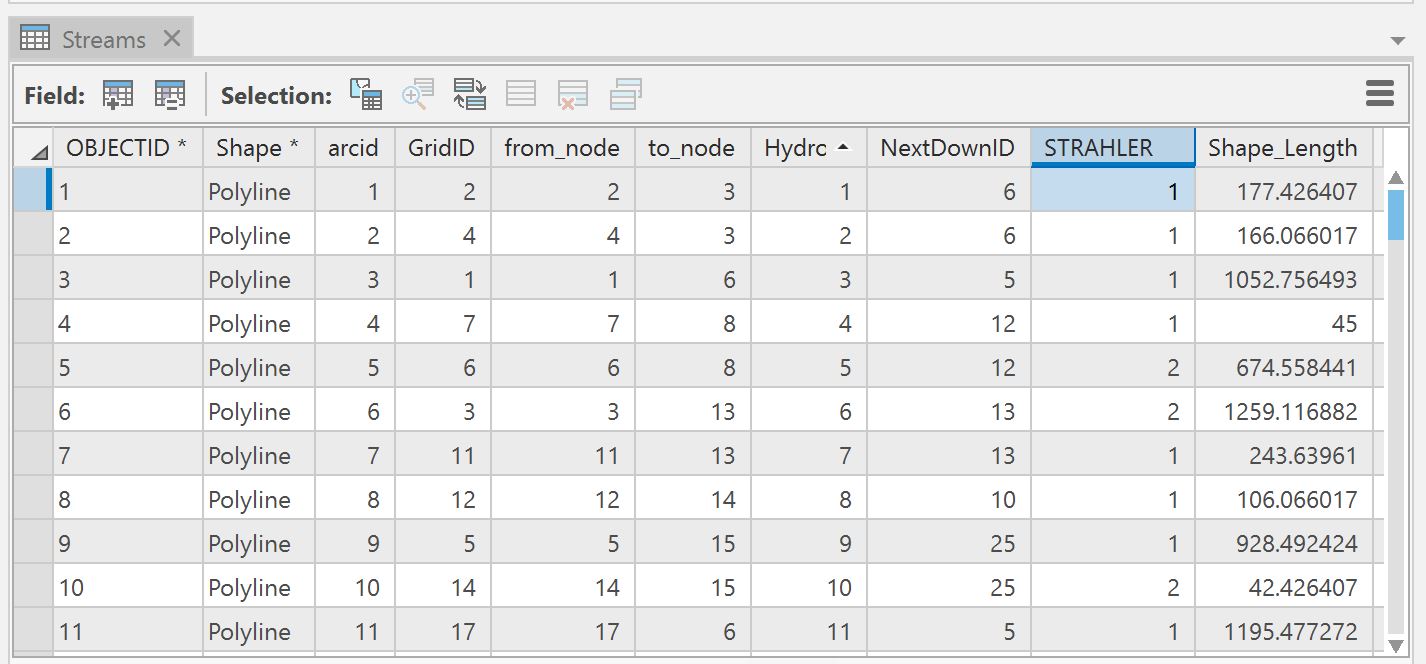 Streams
Field: Selection:
OBJECTID * Shape * arcid GridID from_node to_node Hydro NextDownID STRAHLER Shape_Length
1 Polyline 1 2 2 3 1 6 1 177.426407
2 Polyline 2 4 4 3 2 6 1 166.066017
3 Polyline 3 1 1 6 3 5 1 1052.756493
4 Polyline 4 7 7 8 4 12 1 45
5 Polyline 5 6 6 8 5 12 2 674.558441
6 Polyline 6 3 3 13 6 13 2 1259.116882
7 Polyline 7 11 11 13 7 13 1 243.63961
8 Polyline 8 12 12 14 8 10 1 106.066017
9 Polyline 9 5 5 15 9 25 1 928.492424
10 Polyline 10 14 14 15 10 25 2 42.426407
11 Polyline 11 17 17 6 11 5 1 1195.477272